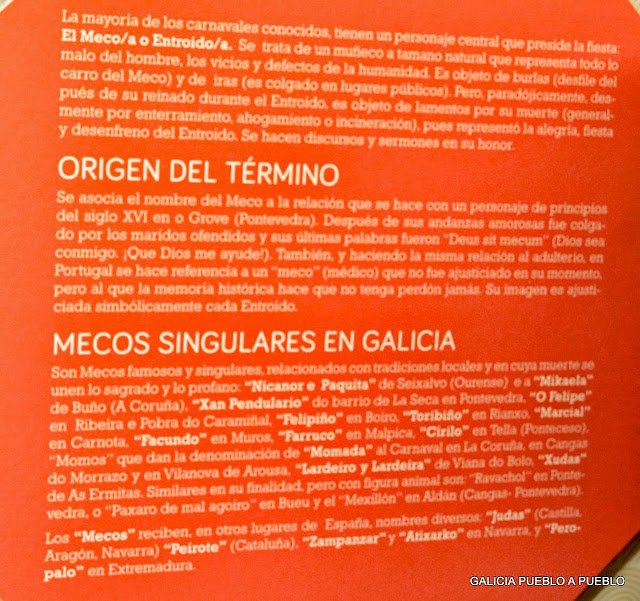 La mayoría de los carnavales conocidos, tienen un personaje central que preside la fiesta:
El Meco/a o Entroido/a. Se trata de un muñeco a tamano natural que representa todo lo
malo del hombre, los vicios y defectos de la humanidad. Es objeto de burlas (desfile del
carro del Meco) y de iras (es colgado en lugares públicos). Pero, paradójicamente, des-
pués de su reinado durante el Entroido, es objeto de lamentos por su muerte (general-
mente por enterramiento, ahogamiento o incineración), pues representó la alegría, fiesta
y desenfreno del Entroido. Se hacen discursos y sermones en su honor.
ORIGEN DEL TÉRMINO
Se asocia el nombre del Meco a la relación que se hace con un personaje de principios
del siglo XVI en o Grove (Pontevedra). Después de sus andanzas amorosas fue colga-
do por los maridos ofendidos y sus últimas palabras fueron "Deus sit mecum" (Dios sea
conmigo. ¡Que Dios me ayude!). También, y haciendo la misma relación al adulterio, en
Portugal se hace referencia a un "meco" (médico) que no fue ajusticiado en su momento,
pero al que la memoria histórica hace que no tenga perdón jamás. Su imagen es ajusti-
ciada simbólicamente cada Entroido.
MECOS SINGULARES EN GALICIA
Son Mecos famosos y singulares, relacionados con tradiciones locales y en cuya muerte se
unen lo sagrado y lo profano: "Nicanor e Paquita" de Seixalvo (Ourense) e a "Mikaela"
de Buño (A Coruña), "Xan Pendulario" do barrio de La Seca en Pontevedra, "O Felipe"
en Ribeira e Pobra do Caramiñal, "Felipiño" en Boiro, "Toribiño" en Rianxo, "Marcial"
en Carnota, "Facundo" en Muros, "Farruco" en Malpica, "Cirilo" en Tella (Ponteceso).
"Momos" que dan la denominación de "Momada" al Carnaval en La Coruña, en Cangas
do Morrazo y en Vilanova de Arousa, "Lardeiro y Lardeira" de Viana do Bolo, "Xudas"
de As Ermitas. Similares en su finalidad, pero con figura animal son: "Ravachol" en Ponte-
vedra, o "Paxaro de mal agoiro" en Bueu y el "Mexillón" en Aldán (Cangas- Pontevedra).
Los "Mecos" reciben, en otros lugares de España, nombres diversos: "Judas" (Castilla,
Aragón, Navarra) "Peirote" (Cataluña), "Zampanzar" y "Atixarko" en Navarra, y "Pero-
palo" en Extremadura.
GALICIA PUEBLO A PUEBLO